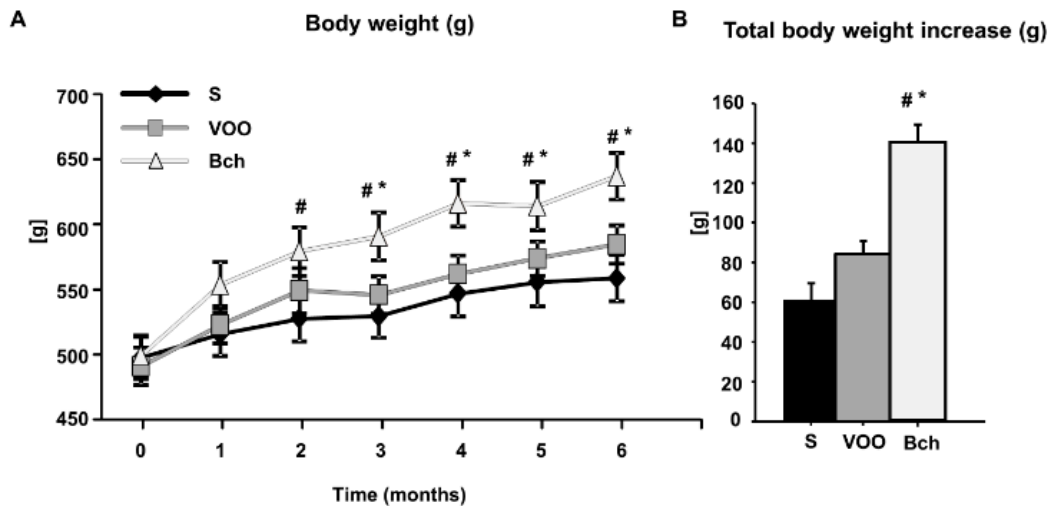 A
Body weight (g)
700
650
600
550
500
450
[g]
S
VOO
Bch
#
# *
# *
# *
# *
0 1 2 3 4 5 6
Time (months)
B
Total body weight increase (g)
160
140
120
100
80
60
40
20
0
[g]
# *
S VOO Bch